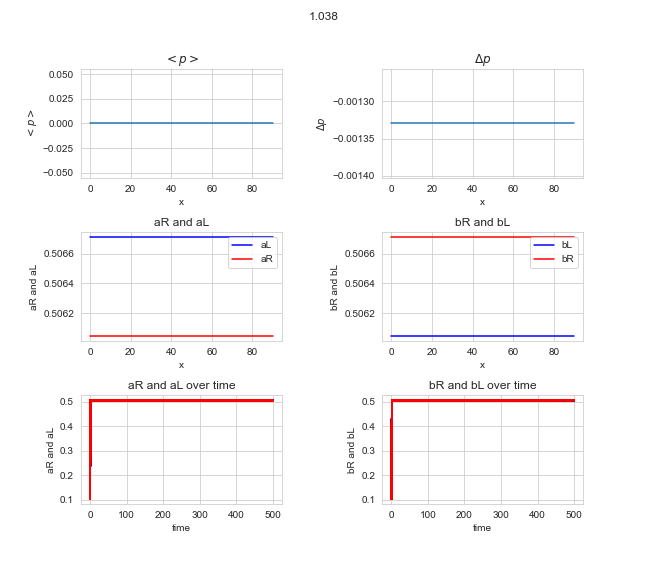 1.038
< p >
Δp
0.050
0.025
0.000
−0.025
−0.050
< p >
0 20 40 60 80
x
−0.00130
−0.00135
−0.00140
Δp
0 20 40 60 80
x
aR and aL
bR and bL
0.5066
0.5064
0.5062
aR and aL
aL
aR
0 20 40 60 80
x
0.5066
0.5064
0.5062
bR and bL
bL
bR
0 20 40 60 80
x
aR and aL over time
bR and bL over time
0.5
0.4
0.3
0.2
0.1
aR and aL
0 100 200 300 400 500
time
0.5
0.4
0.3
0.2
0.1
bR and bL
0 100 200 300 400 500
time